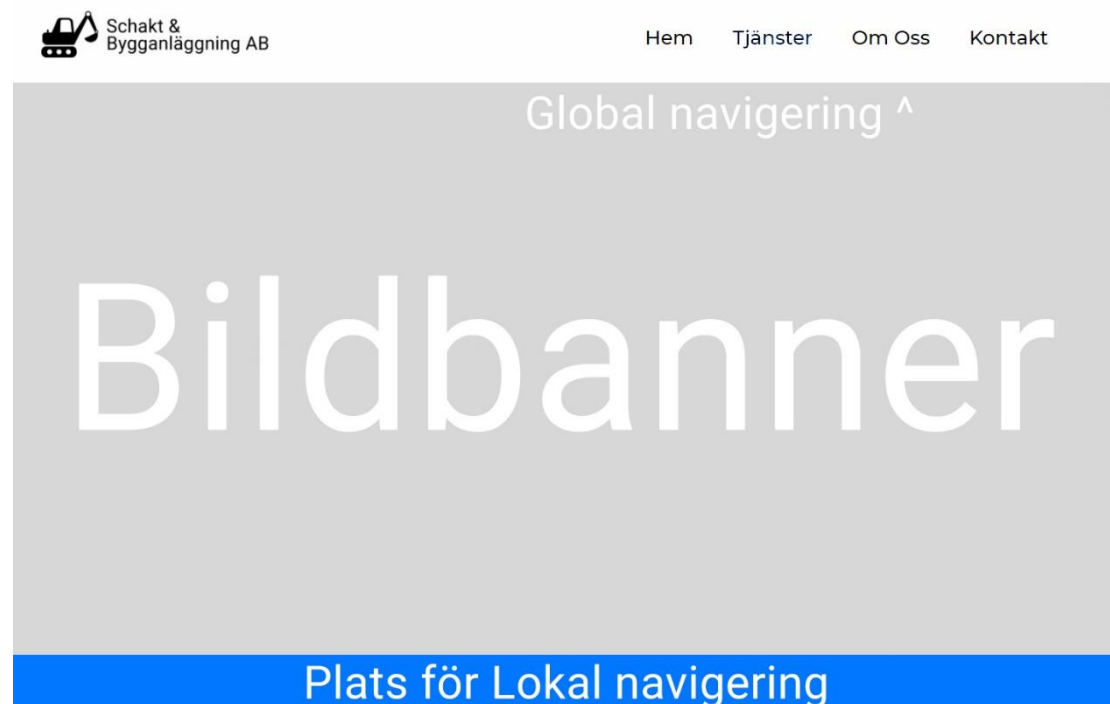 Schakt &
Bygganläggning AB
Hem Tjänster Om Oss Kontakt
Global navigering ^
Bildbanner
Plats för Lokal navigering